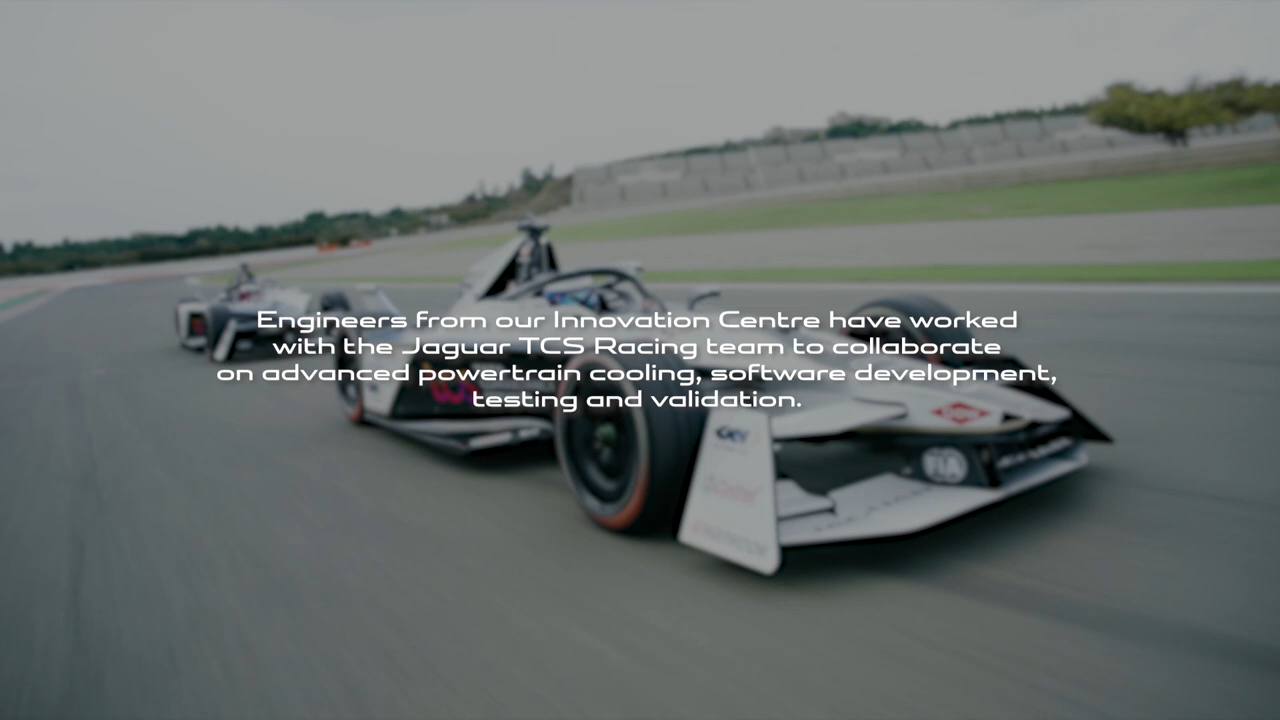 Engineers from our Innovation Centre have worked
with the Jaguar TCS Racing team to collaborate
on advanced powertrain cooling, software development,
testing and validation.
FIA